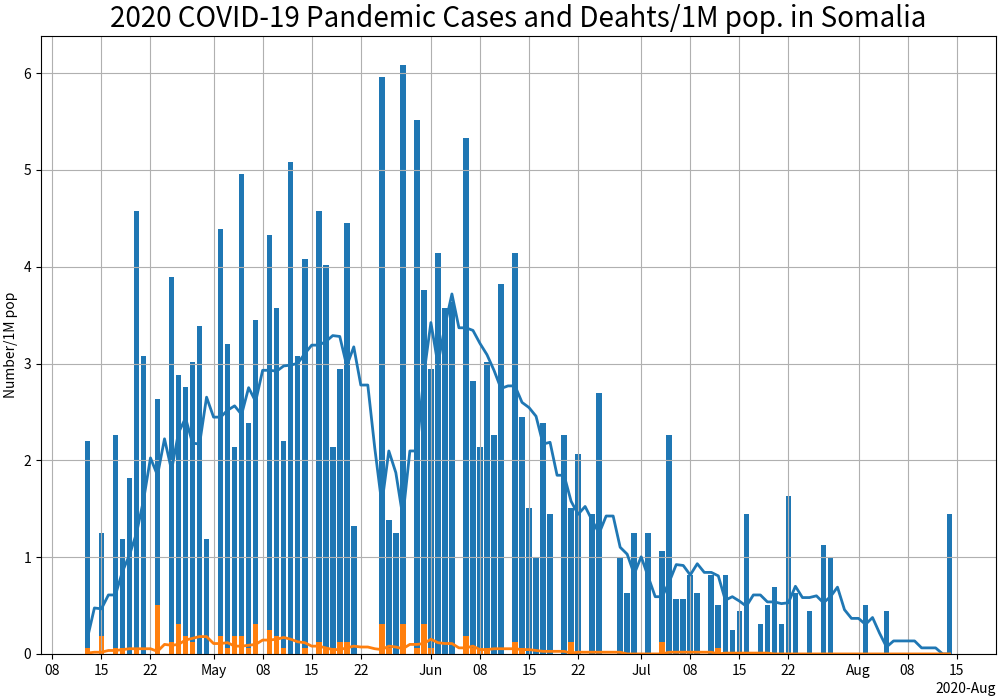 2020 COVID-19 Pandemic Cases and Deahts/1M pop. in Somalia
Number/1M pop
6
5
4
3
2
1
0
08 15 22 May 08 15 22 Jun 08 15 22 Jul 08 15 22 Aug 08 15
2020-Aug